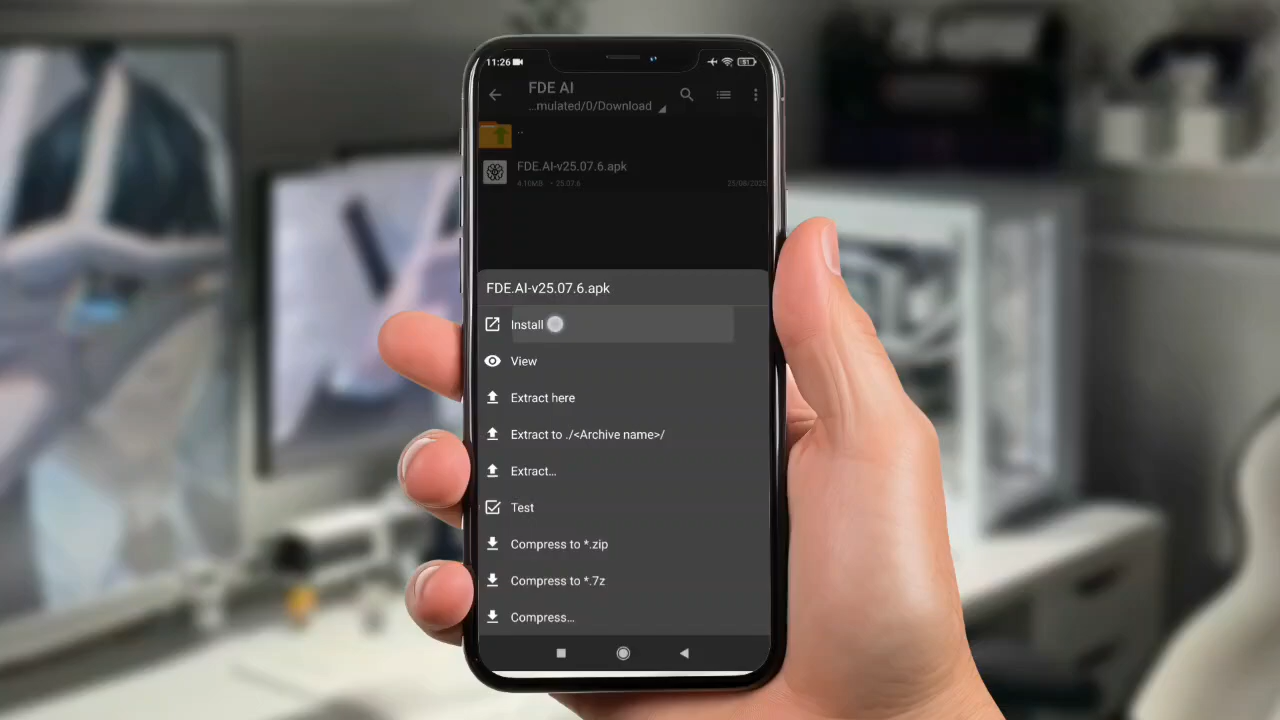 11:26
51
FDE AI
...mulated/0/Download
..
FDE.AI-v25.07.6.apk
4.10MB • 25.07.6
25/08/2025
FDE.AI-v25.07.6.apk
Install
View
Extract here
Extract to ./<Archive name>/
Extract...
Test
Compress to *.zip
Compress to *.7z
Compress...